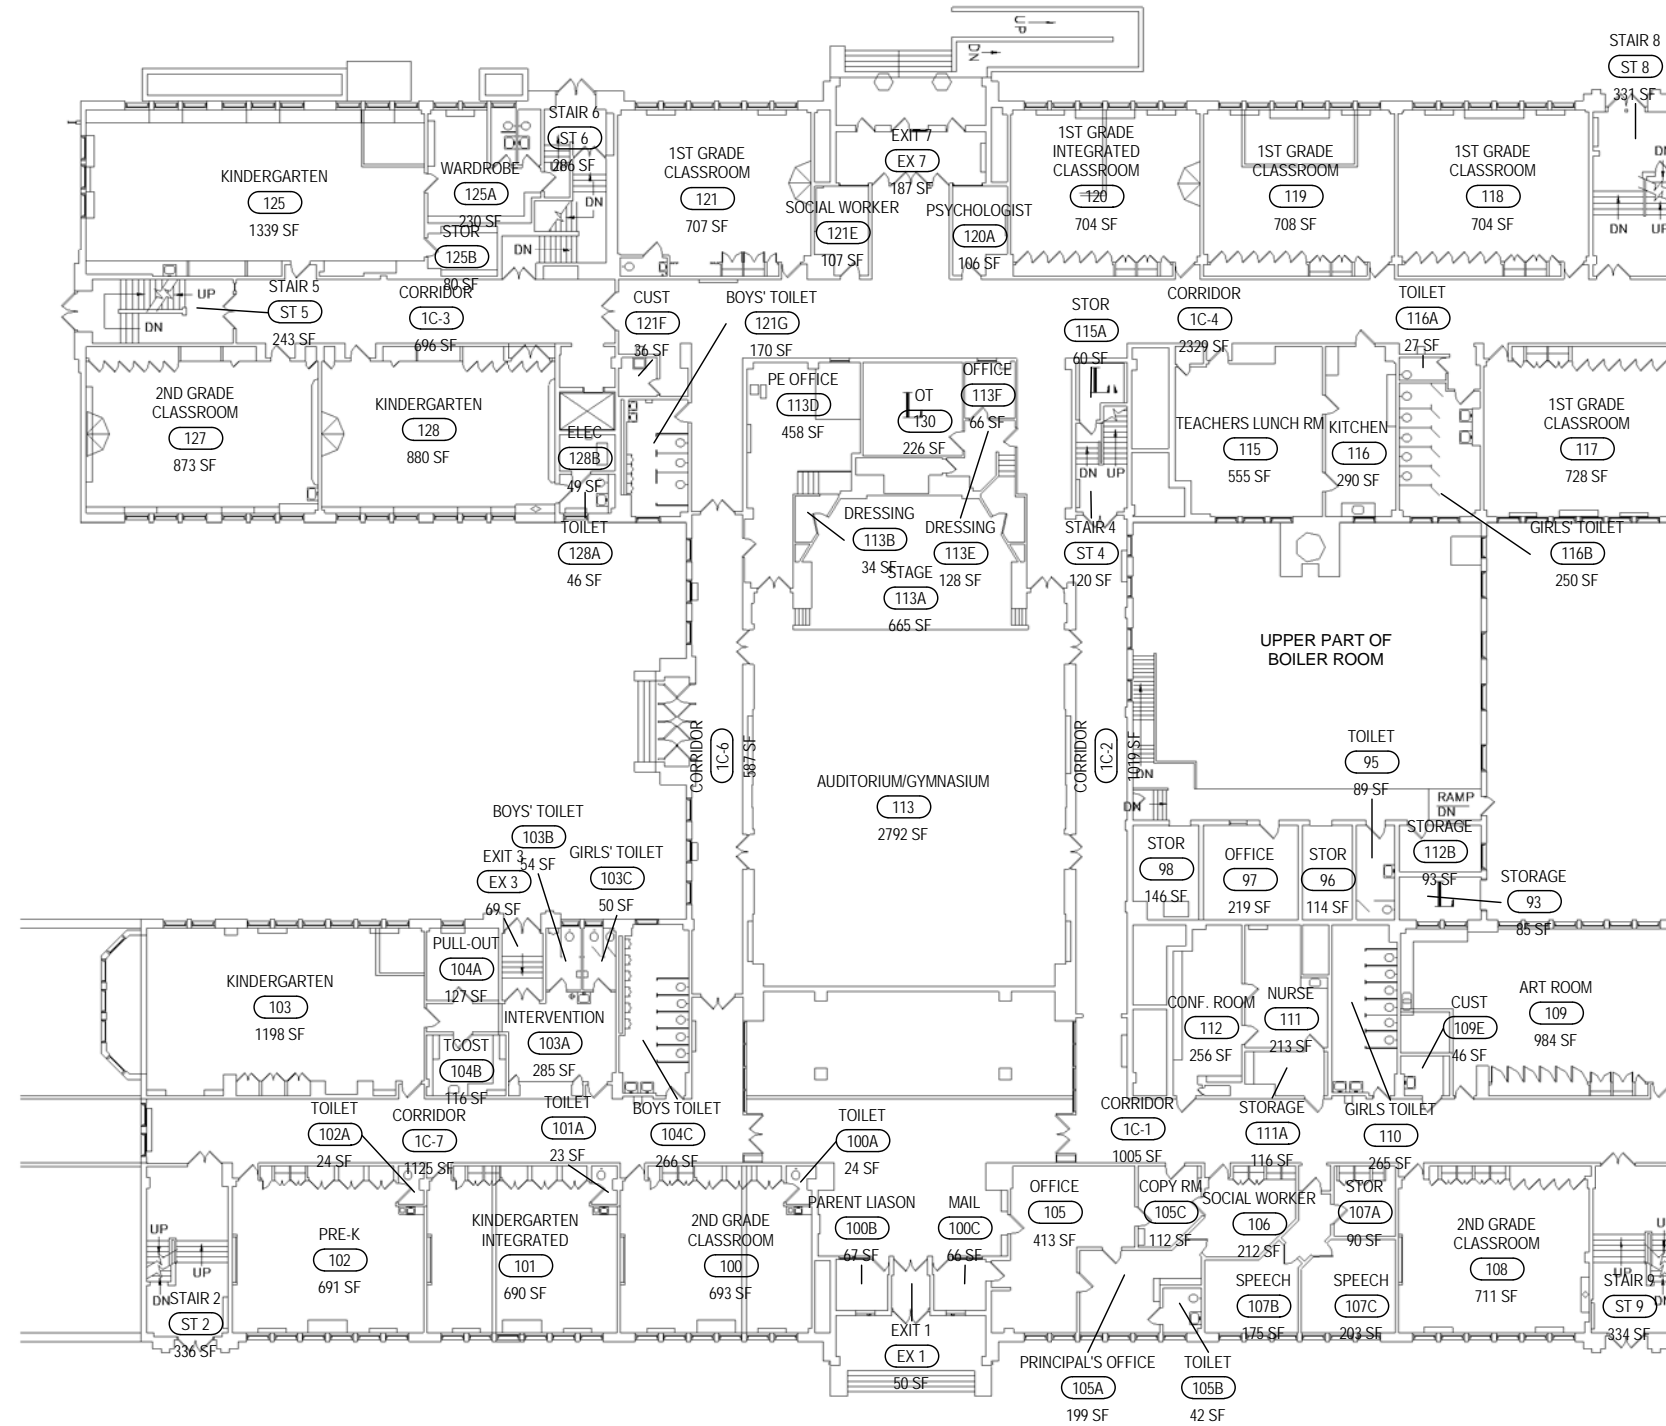 UP
DN
STAIR 8
ST 8
331 SF
DN
UP
DN
KINDERGARTEN
125
1339 SF
WARDROBE
125A
230 SF
STOR
125B
80 SF
STAIR 6
ST 6
286 SF
DN
DN
1ST GRADE
CLASSROOM
121
707 SF
EXIT 7
EX 7
187 SF
SOCIAL WORKER
121E
107 SF
PSYCHOLOGIST
120A
106 SF
1ST GRADE
INTEGRATED
CLASSROOM
120
704 SF
1ST GRADE
CLASSROOM
119
708 SF
1ST GRADE
CLASSROOM
118
704 SF
UP
DN
STAIR 5
ST 5
243 SF
CORRIDOR
1C-3
696 SF
CUST
121F
36 SF
BOYS' TOILET
121G
170 SF
STOR
115A
60 SF
CORRIDOR
1C-4
2329 SF
TOILET
116A
27 SF
2ND GRADE
CLASSROOM
127
873 SF
KINDERGARTEN
128
880 SF
ELEC
128B
49 SF
TOILET
128A
46 SF
PE OFFICE
113D
458 SF
OT
130
226 SF
OFFICE
113F
66 SF
DN UP
STAIR 4
ST 4
120 SF
TEACHERS LUNCH RM
115
555 SF
KITCHEN
116
290 SF
1ST GRADE
CLASSROOM
117
728 SF
GIRLS' TOILET
116B
250 SF
DRESSING
113B
34 SF
DRESSING
113E
128 SF
STAGE
113A
665 SF
UPPER PART OF
BOILER ROOM
CORRIDOR
1C-6
587 SF
AUDITORIUM/GYMNASIUM
113
2792 SF
CORRIDOR
1C-2
1019 SF
DN
DN
TOILET
95
89 SF
RAMP
DN
STOR
98
146 SF
OFFICE
97
219 SF
STOR
96
114 SF
STORAGE
112B
93 SF
STORAGE
93
85 SF
BOYS' TOILET
103B
54 SF
EXIT 3
EX 3
69 SF
GIRLS' TOILET
103C
50 SF
KINDERGARTEN
103
1198 SF
PULL-OUT
104A
127 SF
TCOST
104B
116 SF
INTERVENTION
103A
285 SF
CONF. ROOM
112
256 SF
NURSE
111
213 SF
CUST
109E
46 SF
ART ROOM
109
984 SF
TOILET
102A
24 SF
CORRIDOR
1C-7
1125 SF
TOILET
101A
23 SF
BOYS TOILET
104C
266 SF
TOILET
100A
24 SF
CORRIDOR
1C-1
1005 SF
STORAGE
111A
116 SF
GIRLS TOILET
110
265 SF
UP
UP
DN
STAIR 2
ST 2
336 SF
PRE-K
102
691 SF
KINDERGARTEN
INTEGRATED
101
690 SF
2ND GRADE
CLASSROOM
100
693 SF
PARENT LIASON
100B
67 SF
MAIL
100C
66 SF
OFFICE
105
413 SF
COPY RM
105C
112 SF
SOCIAL WORKER
106
212 SF
STOR
107A
90 SF
SPEECH
107B
175 SF
SPEECH
107C
203 SF
2ND GRADE
CLASSROOM
108
711 SF
UP
STAIR 9
ST 9
334 SF
EXIT 1
EX 1
50 SF
PRINCIPAL'S OFFICE
105A
199 SF
TOILET
105B
42 SF